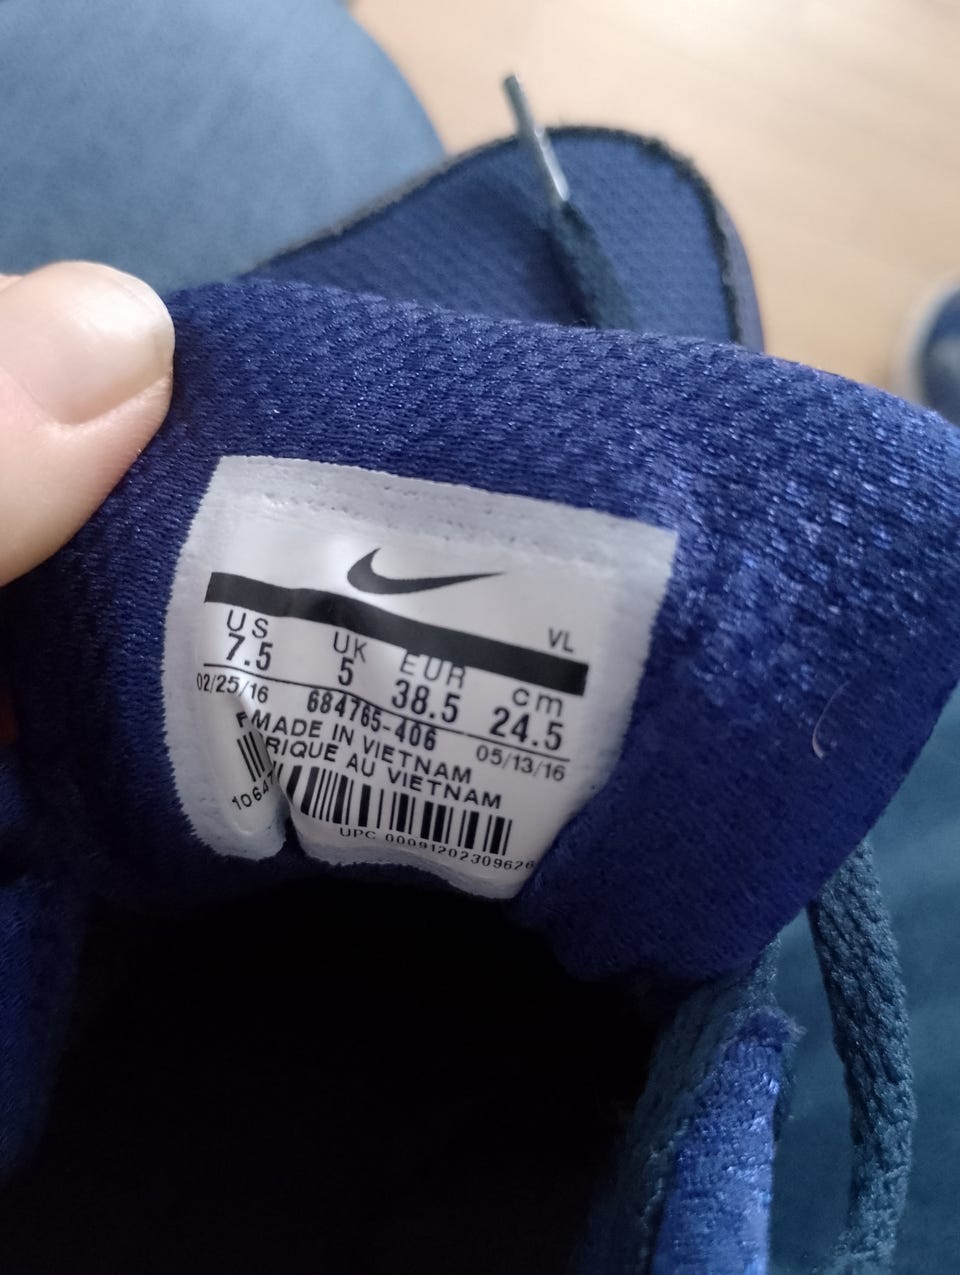 VL
US UK EUR cm
7.5 5 38.5 24.5
02/25/16 684765-406 05/13/16
MADE IN VIETNAM
AU VIETNAM
UPC